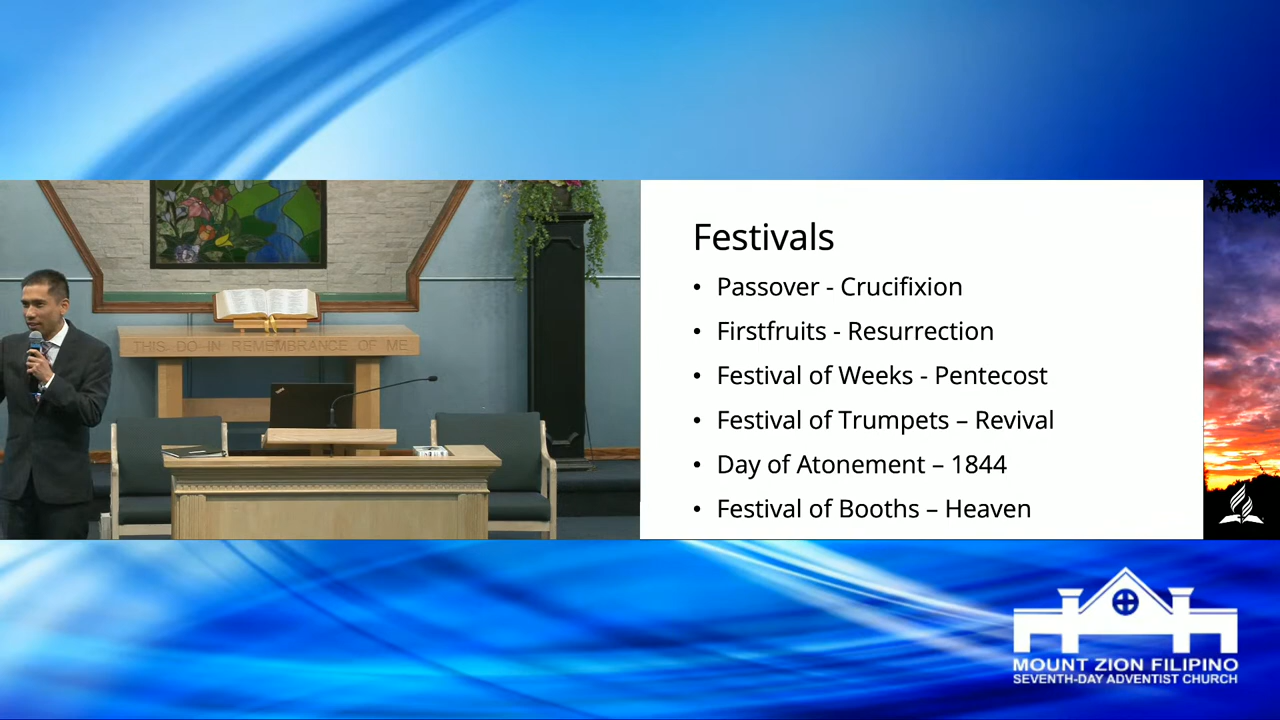 THIS DO IN REMEMBRANCE OF ME
Festivals
• Passover - Crucifixion
• Firstfruits - Resurrection
• Festival of Weeks - Pentecost
• Festival of Trumpets – Revival
• Day of Atonement – 1844
• Festival of Booths – Heaven
MOUNT ZION FILIPINO
SEVENTH-DAY ADVENTIST CHURCH